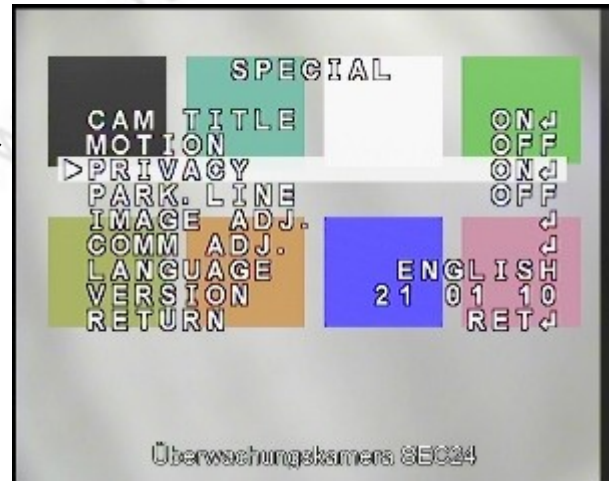 SPECIAL
CAM TITLE ON↲
MOTION OFF
>PRIVACY ON↲
PARK. LINE OFF
IMAGE ADJ. ↲
COMM ADJ. ↲
LANGUAGE ENGLISH
VERSION 21 01 10
RETURN RET↲
Überwachungskamera SEC24